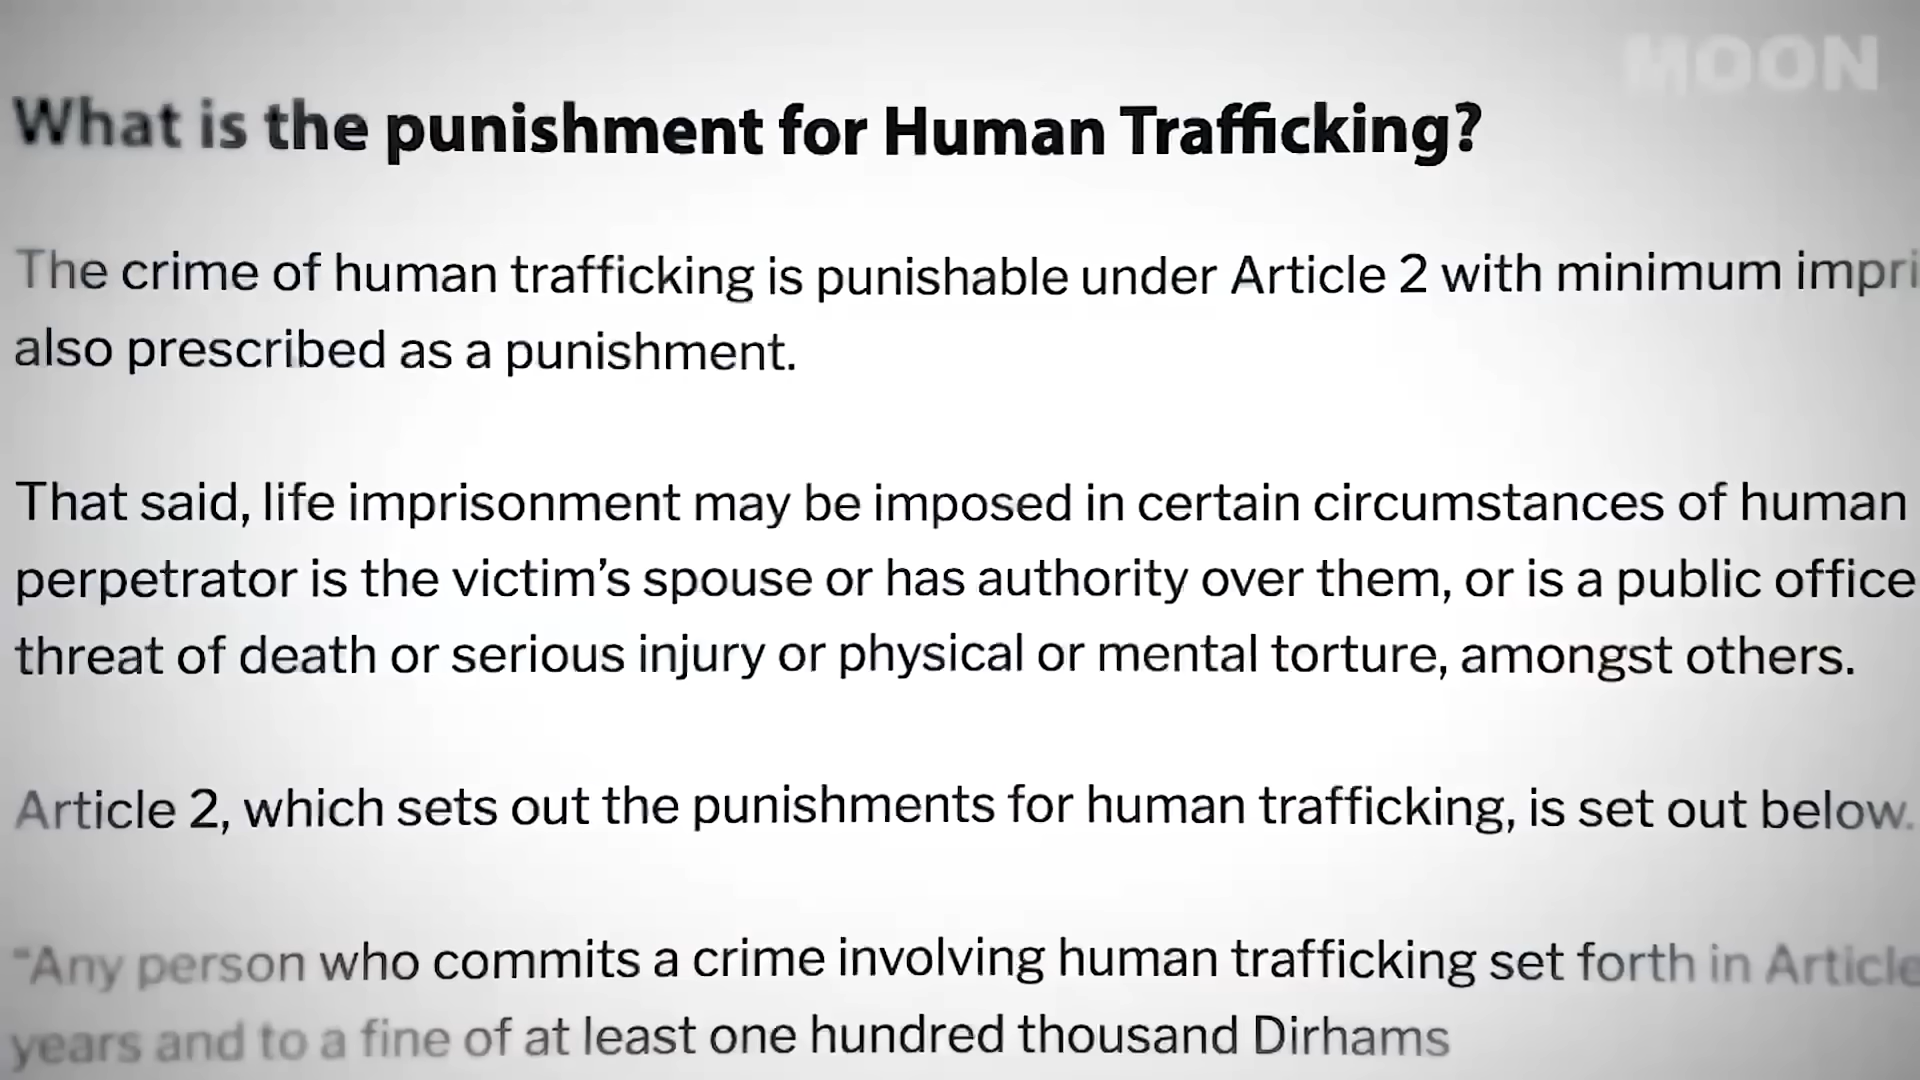 MOON
What is the punishment for Human Trafficking?
The crime of human trafficking is punishable under Article 2 with minimum impri
also prescribed as a punishment.
That said, life imprisonment may be imposed in certain circumstances of human
perpetrator is the victim’s spouse or has authority over them, or is a public office
threat of death or serious injury or physical or mental torture, amongst others.
Article 2, which sets out the punishments for human trafficking, is set out below.
“Any person who commits a crime involving human trafficking set forth in Article
years and to a fine of at least one hundred thousand Dirhams